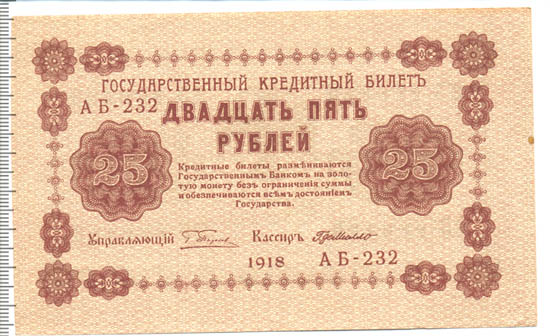 ГОСУДАРСТВЕННЫЙ КРЕДИТНЫЙ БИЛЕТЪ
АБ-232
ДВАДЦАТЬ ПЯТЬ
РУБЛЕЙ
25
25
Кредитные билеты размѣниваются
Государственнымъ Банкомъ на золо-
тую монету безъ ограниченія суммы
и обезпечиваются всѣмъ достояніемъ
Государства.
Управляющій
Кассиръ
1918 АБ-232